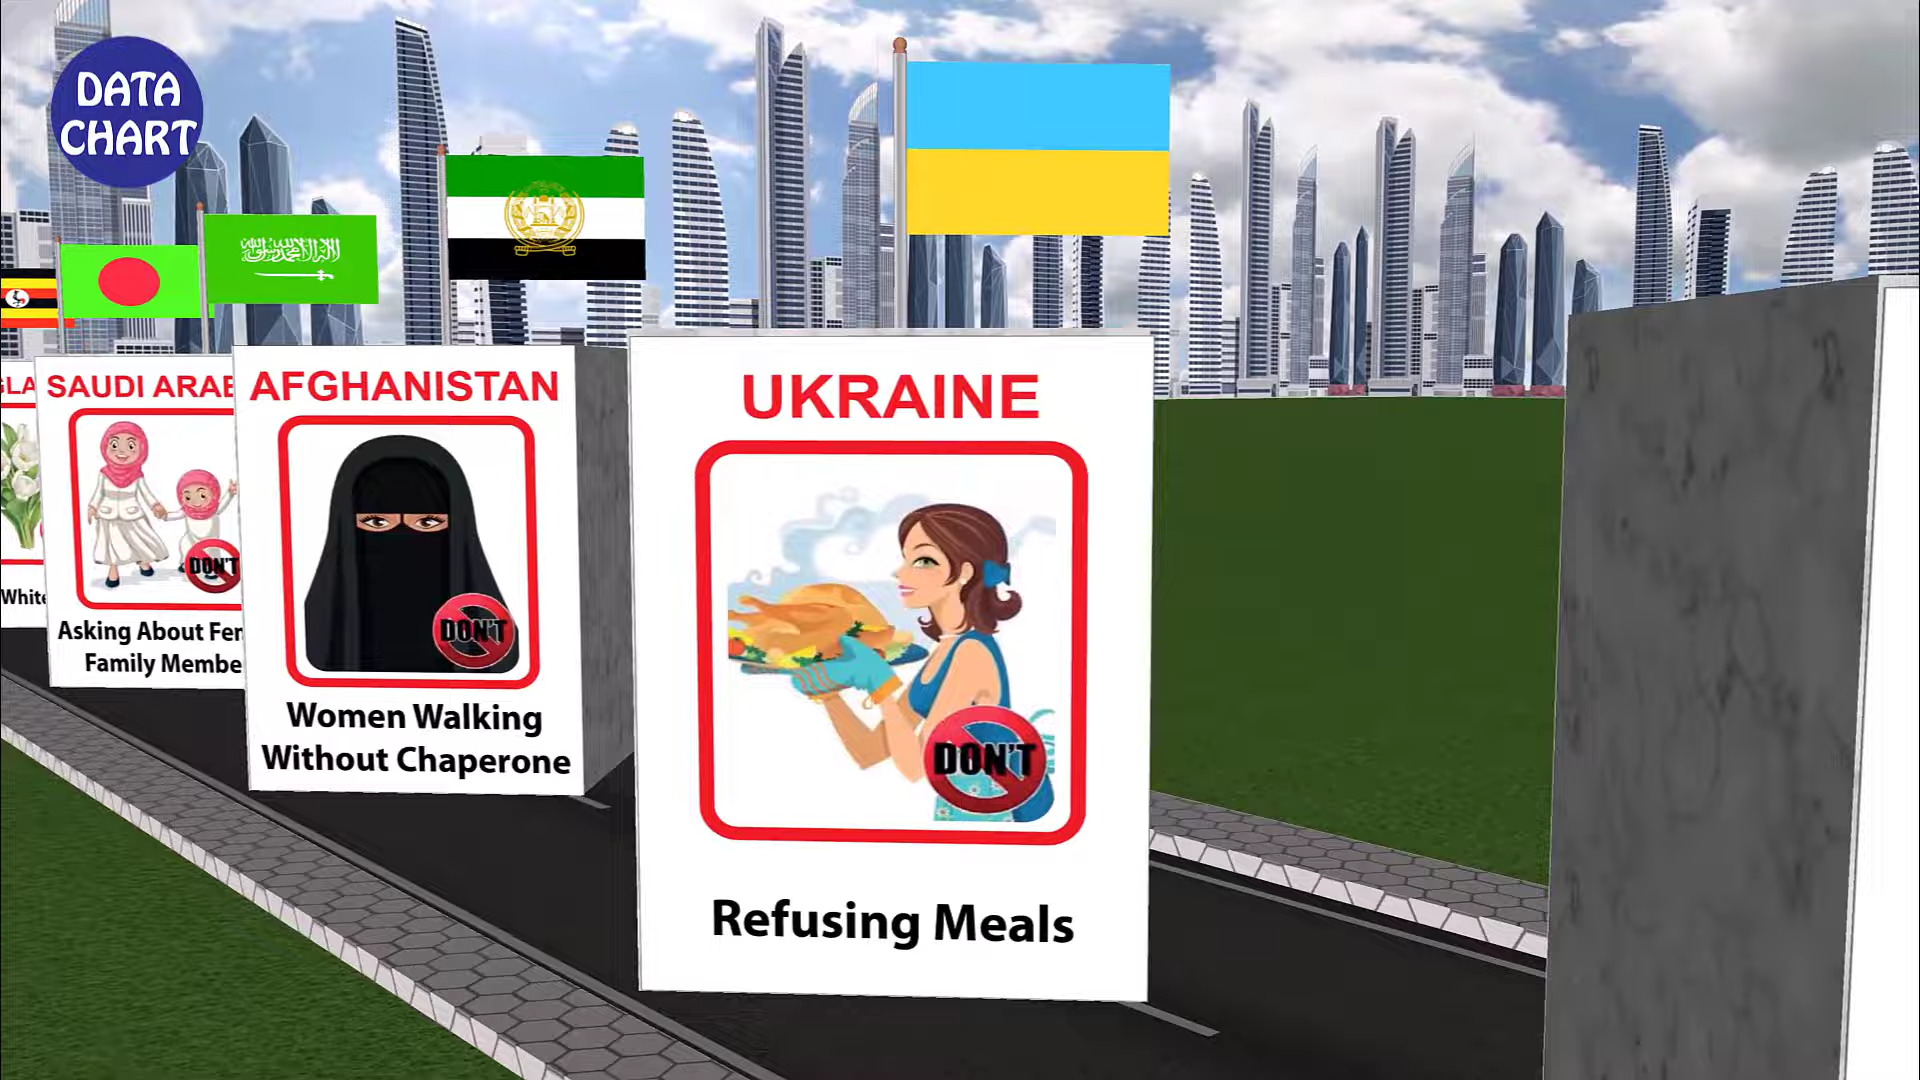 DATA
CHART
GLA
White
SAUDI ARAB
DON'T
Asking About Fem
Family Membe
AFGHANISTAN
DON'T
Women Walking
Without Chaperone
UKRAINE
DON'T
Refusing Meals